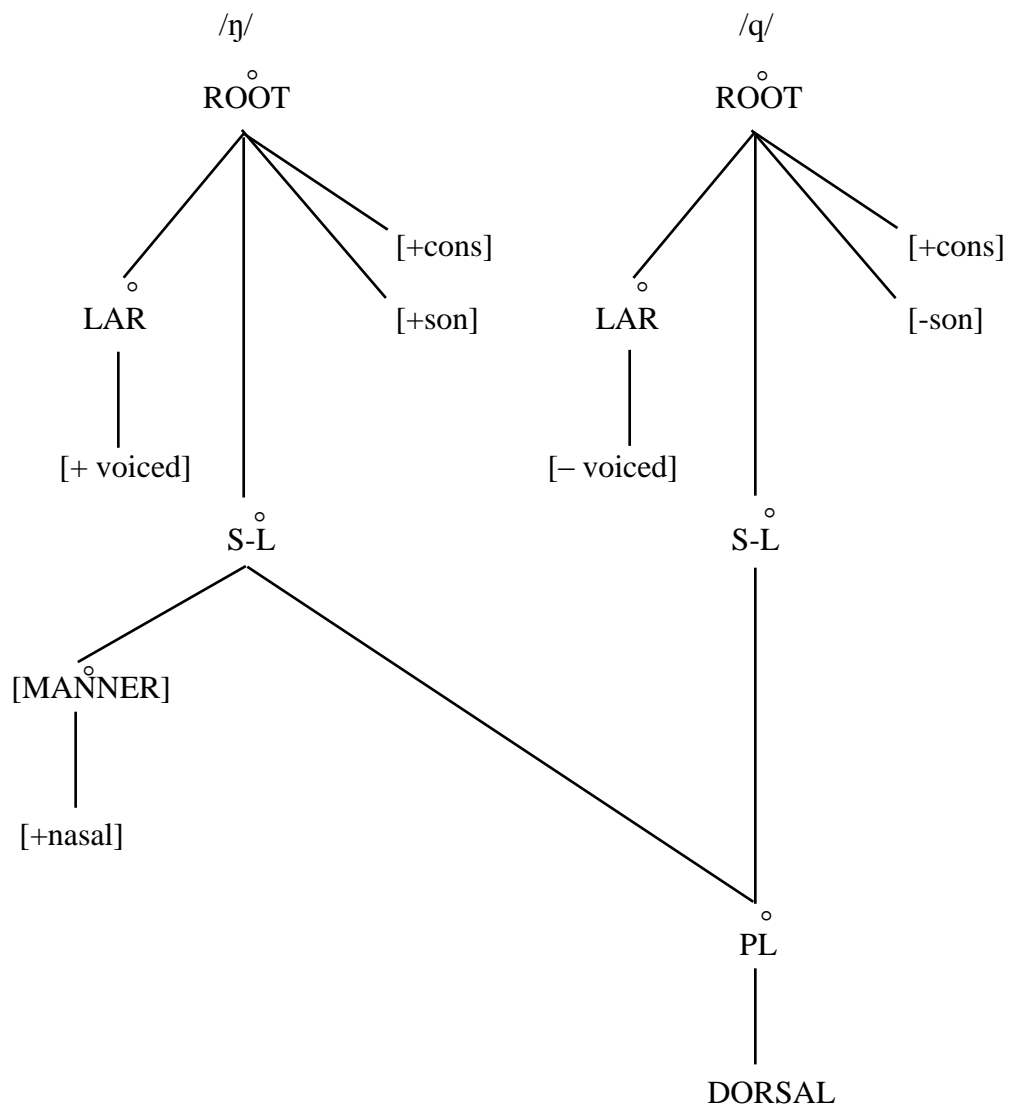 /ŋ/ /q/
ROOT ROOT
[+cons] [+cons]
LAR [+son] LAR [-son]
[+ voiced] [– voiced]
S-L S-L
[MANNER]
[+nasal]
PL
DORSAL